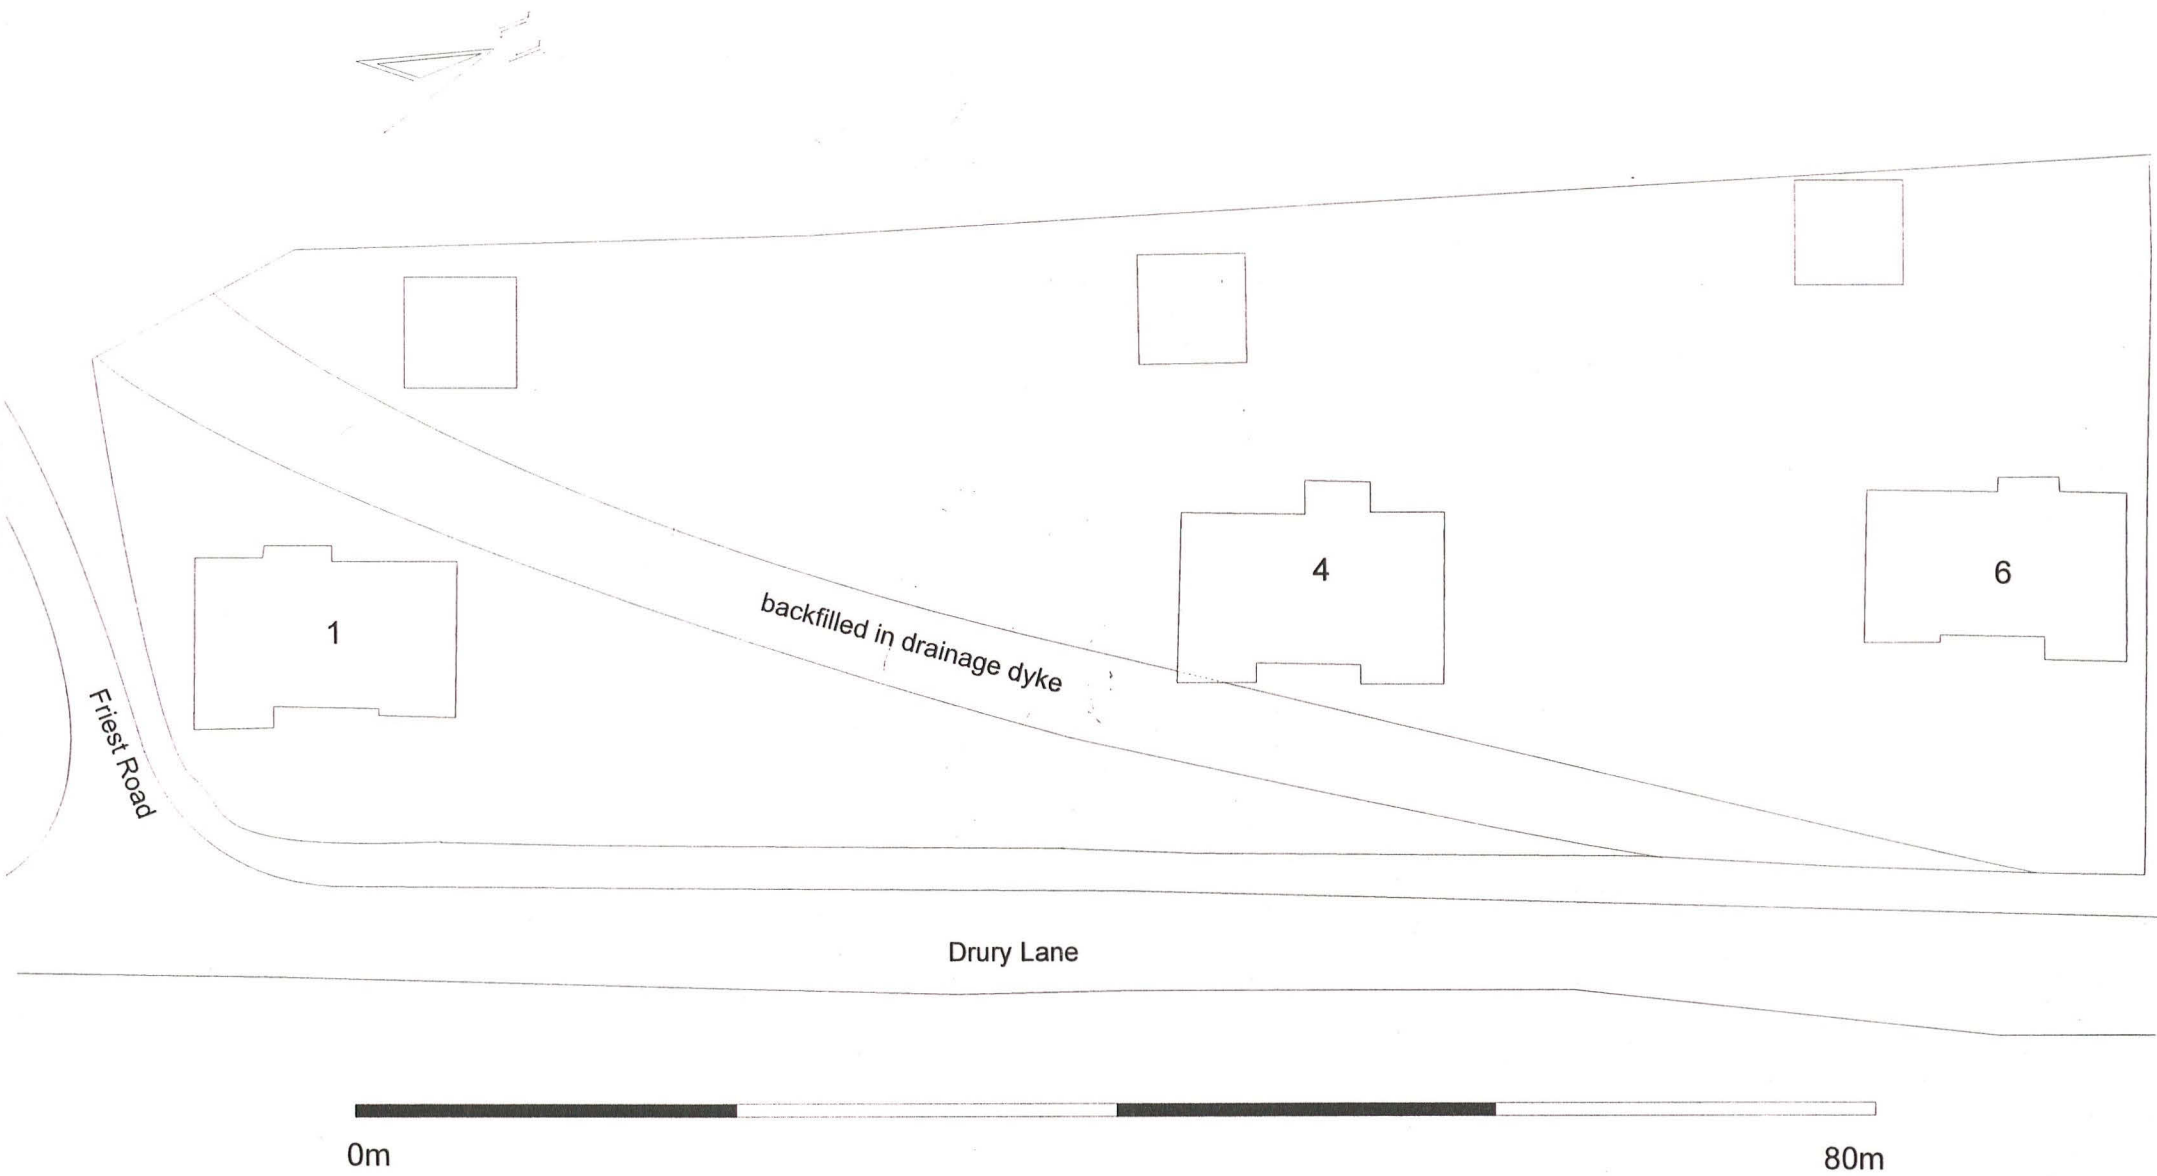 4
6
1
backfilled in drainage dyke
Friest Road
Drury Lane
0m
80m